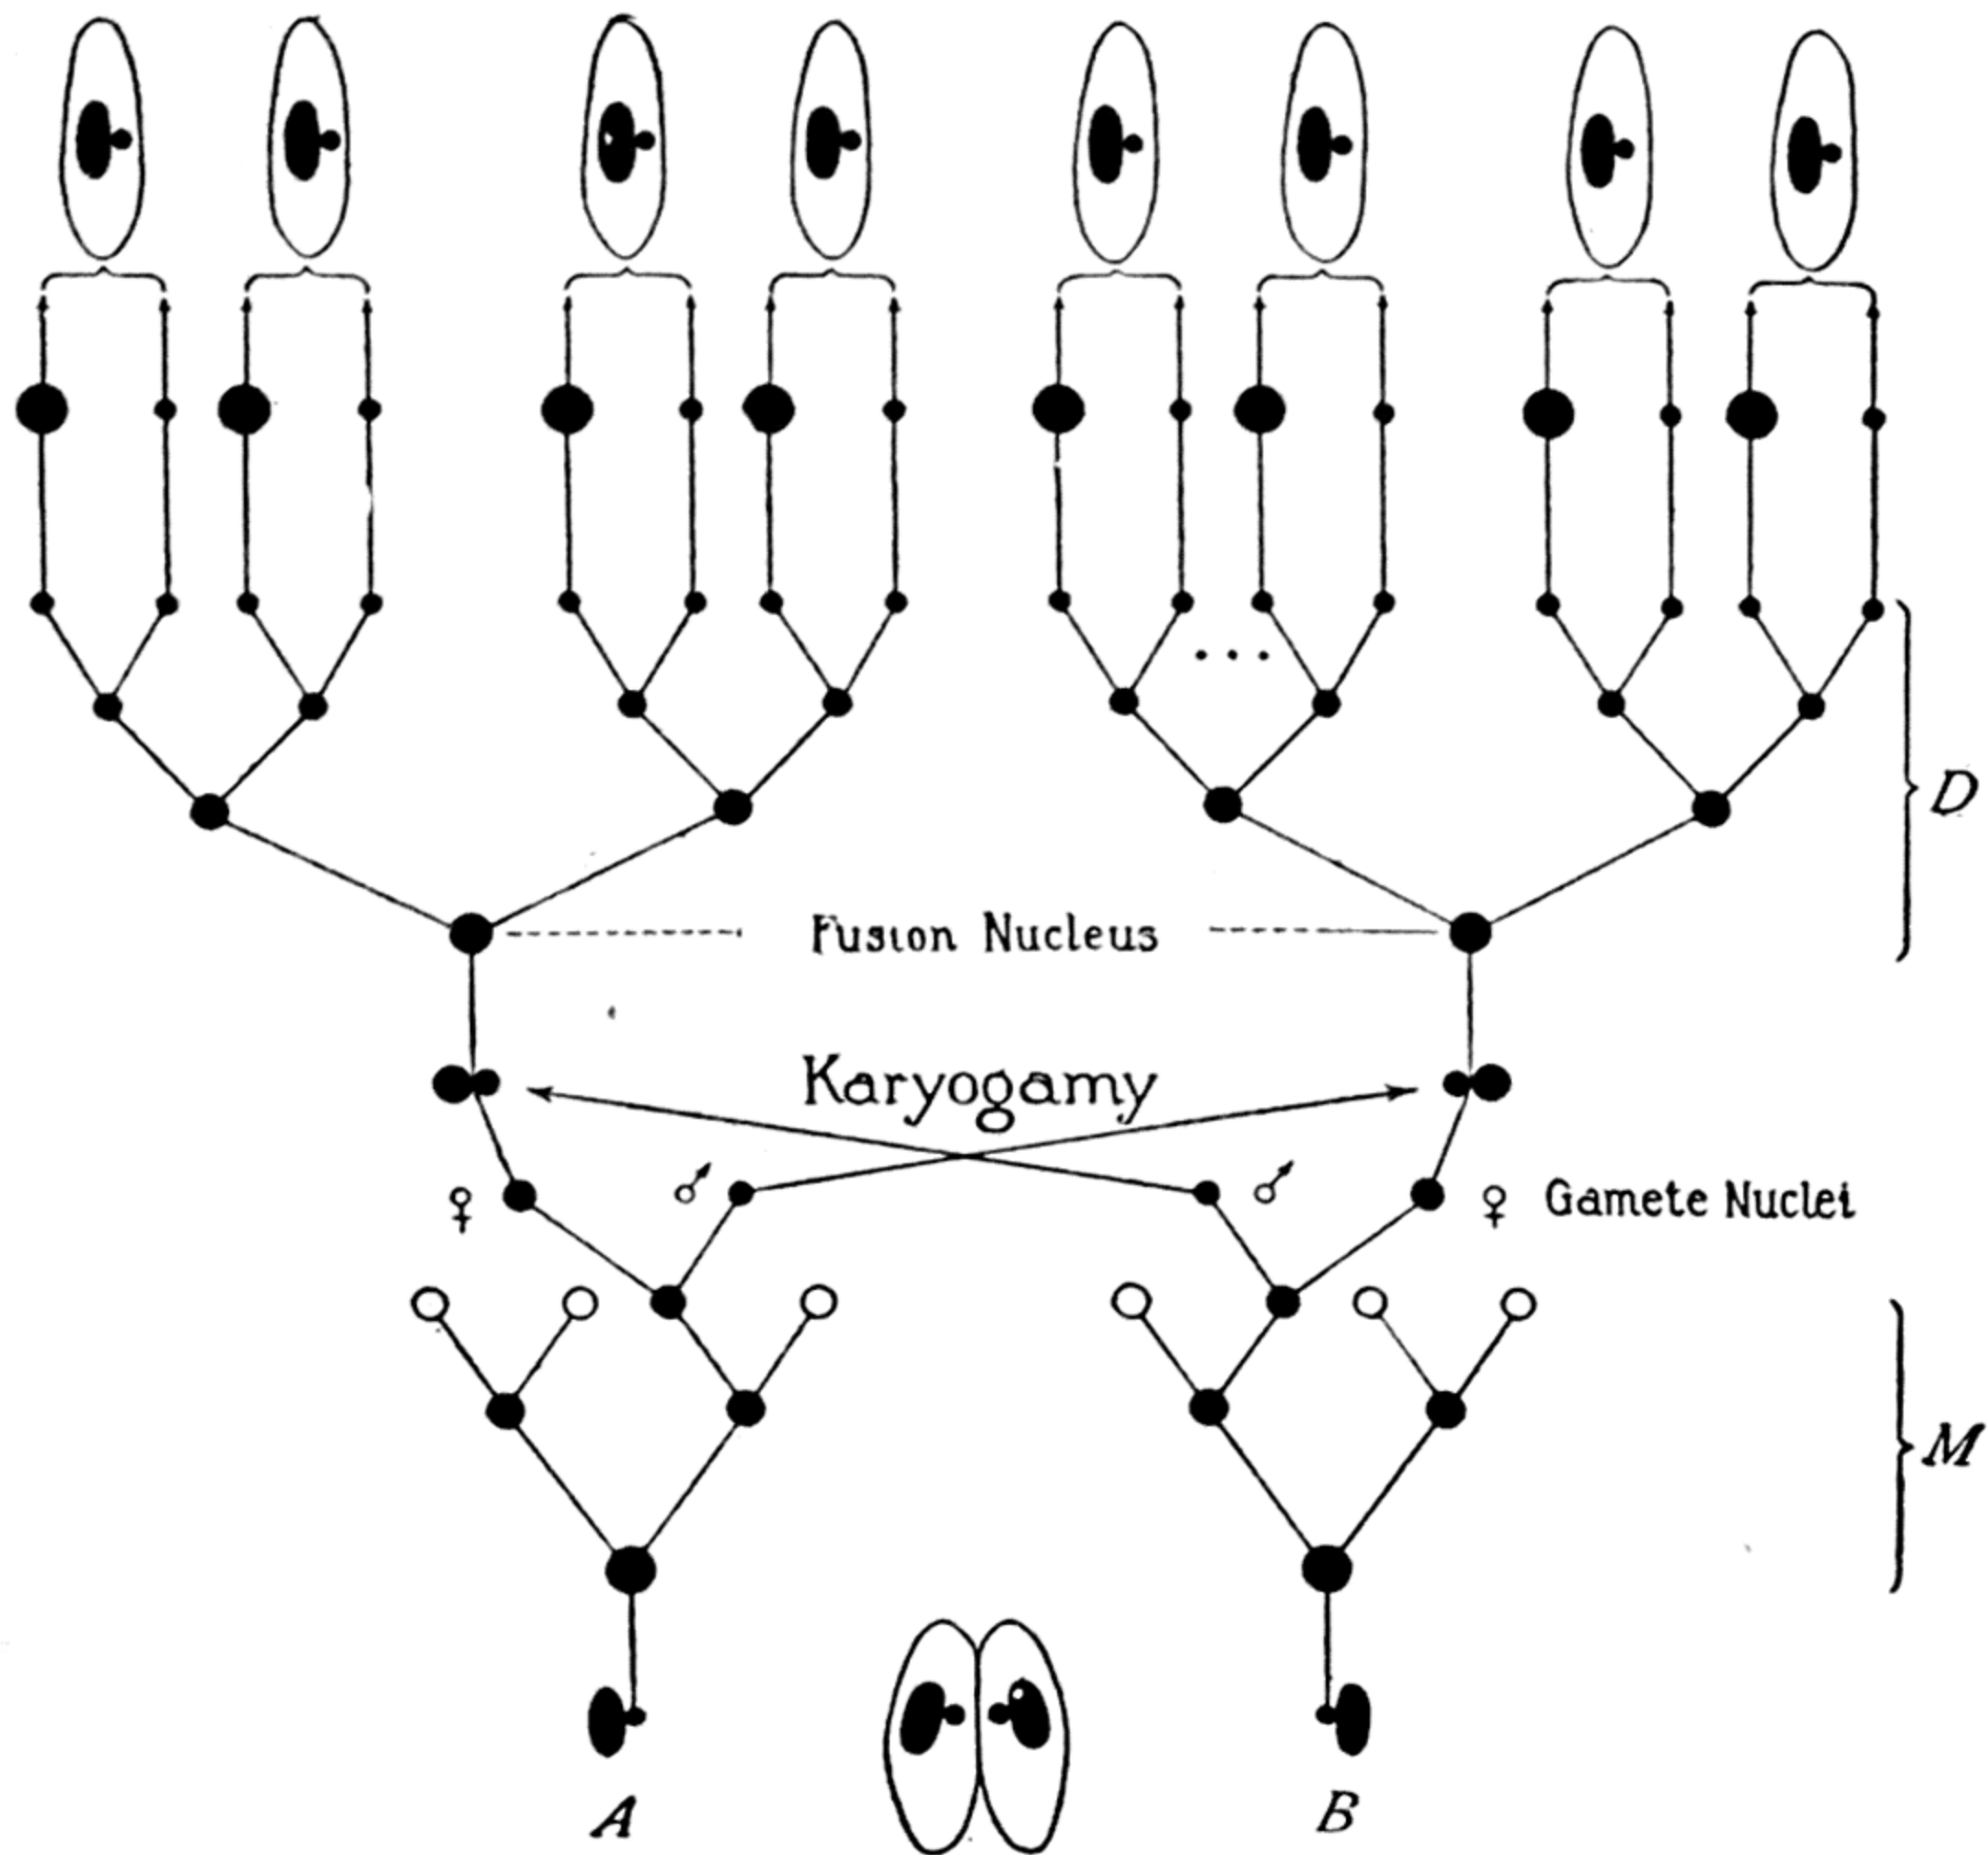 D
Fusion Nucleus
Karyogamy
♀ ♂ ♂ ♀ Gamete Nuclei
M
A B